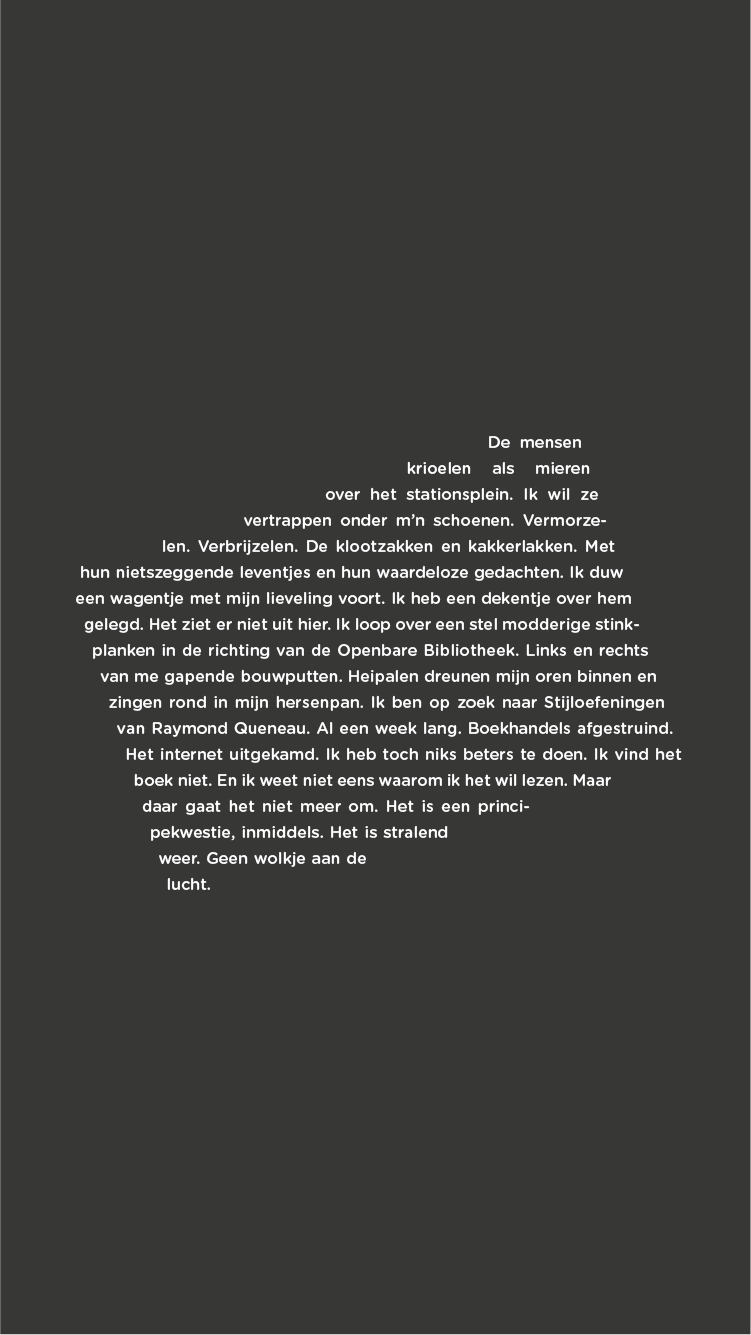 De mensen
krioelen als mieren
over het stationsplein. Ik wil ze
vertrappen onder m’n schoenen. Vermorze-
len. Verbrijzelen. De klootzakken en kakkerlakken. Met
hun nietszeggende leventjes en hun waardeloze gedachten. Ik duw
een wagentje met mijn lieveling voort. Ik heb een dekentje over hem
gelegd. Het ziet er niet uit hier. Ik loop over een stel modderige stink-
planken in de richting van de Openbare Bibliotheek. Links en rechts
van me gapende bouwputten. Heipalen dreunen mijn oren binnen en
zingen rond in mijn hersenpan. Ik ben op zoek naar Stijloefeningen
van Raymond Queneau. Al een week lang. Boekhandels afgestruind.
Het internet uitgekamd. Ik heb toch niks beters te doen. Ik vind het
boek niet. En ik weet niet eens waarom ik het wil lezen. Maar
daar gaat het niet meer om. Het is een princi-
pekwestie, inmiddels. Het is stralend
weer. Geen wolkje aan de
lucht.